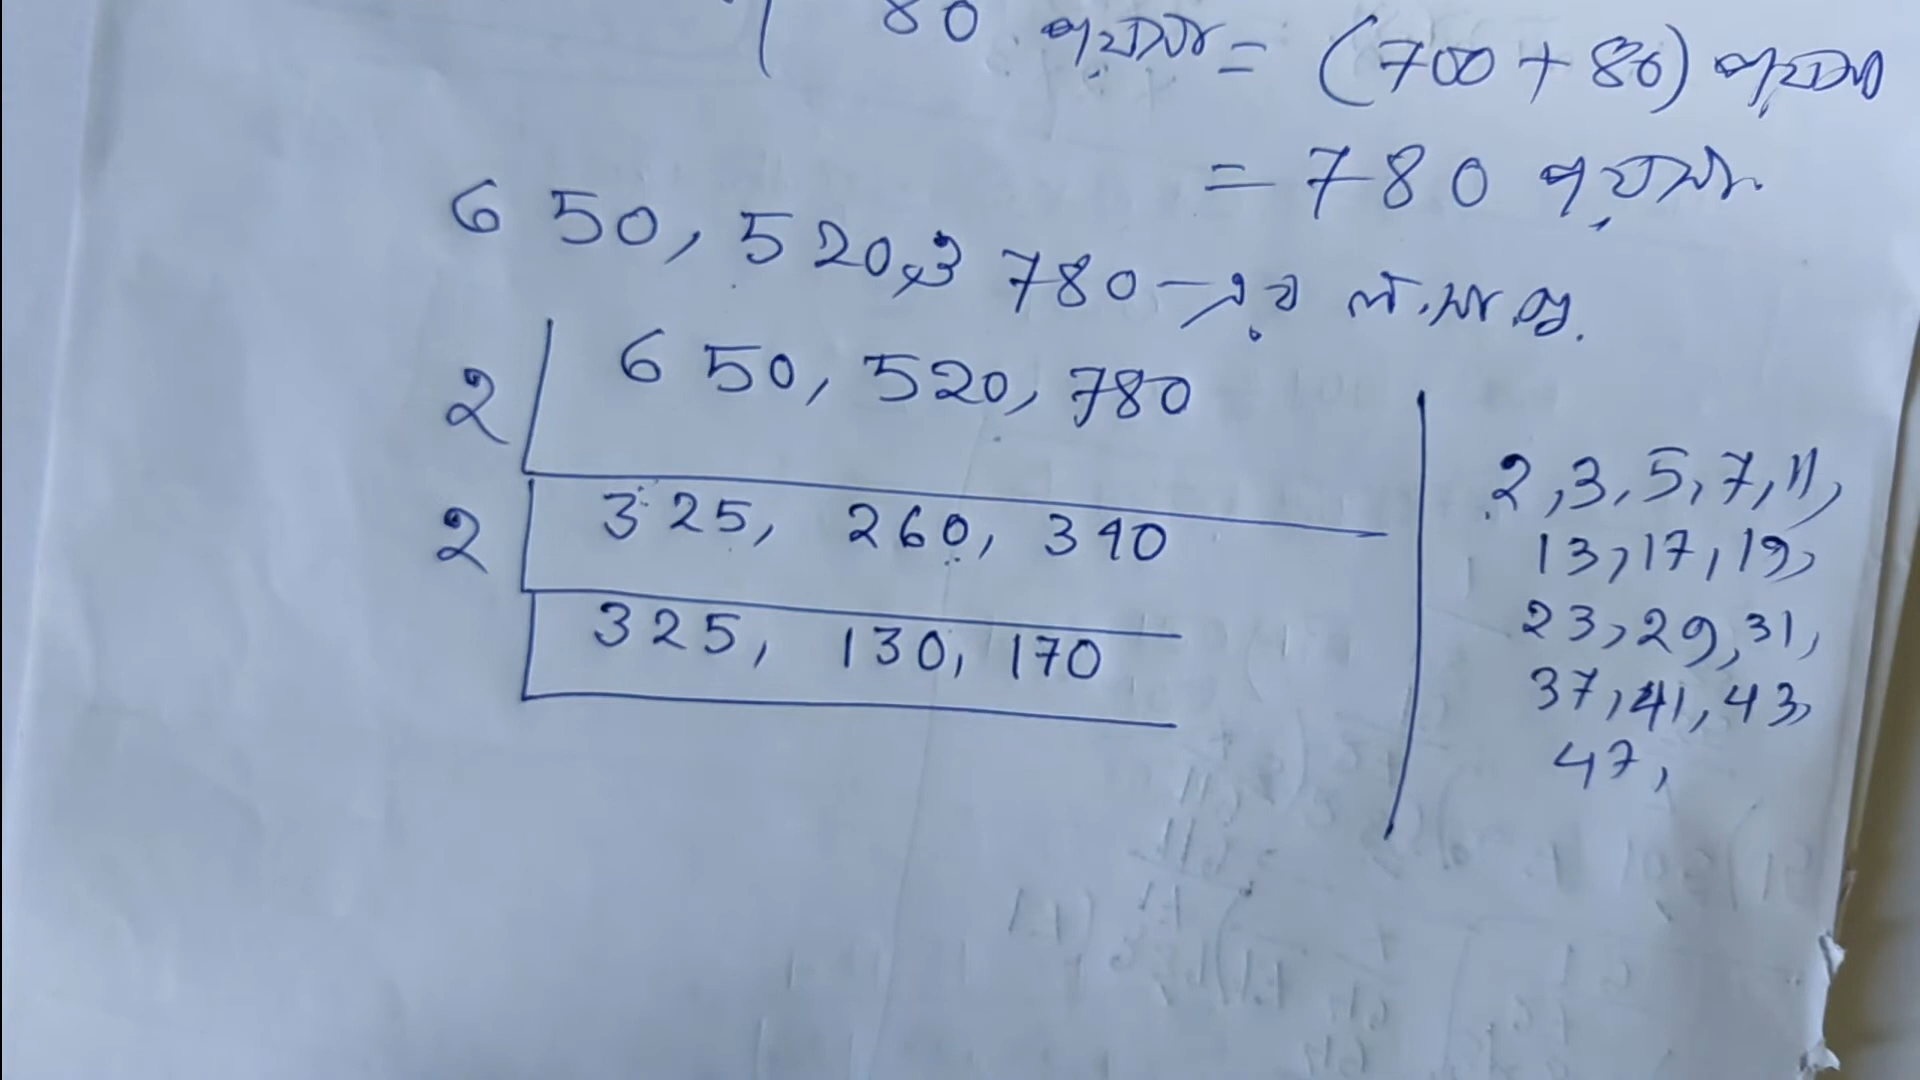 80 পয়সা = (700 + 80) পয়সা
= 780 পয়সা.
650, 520 ও 780 - এর ল.সা.গু.
2 650, 520, 780
2 325, 260, 390
325, 130, 170
2, 3, 5, 7, 11,
13, 17, 19,
23, 29, 31,
37, 41, 43,
47,